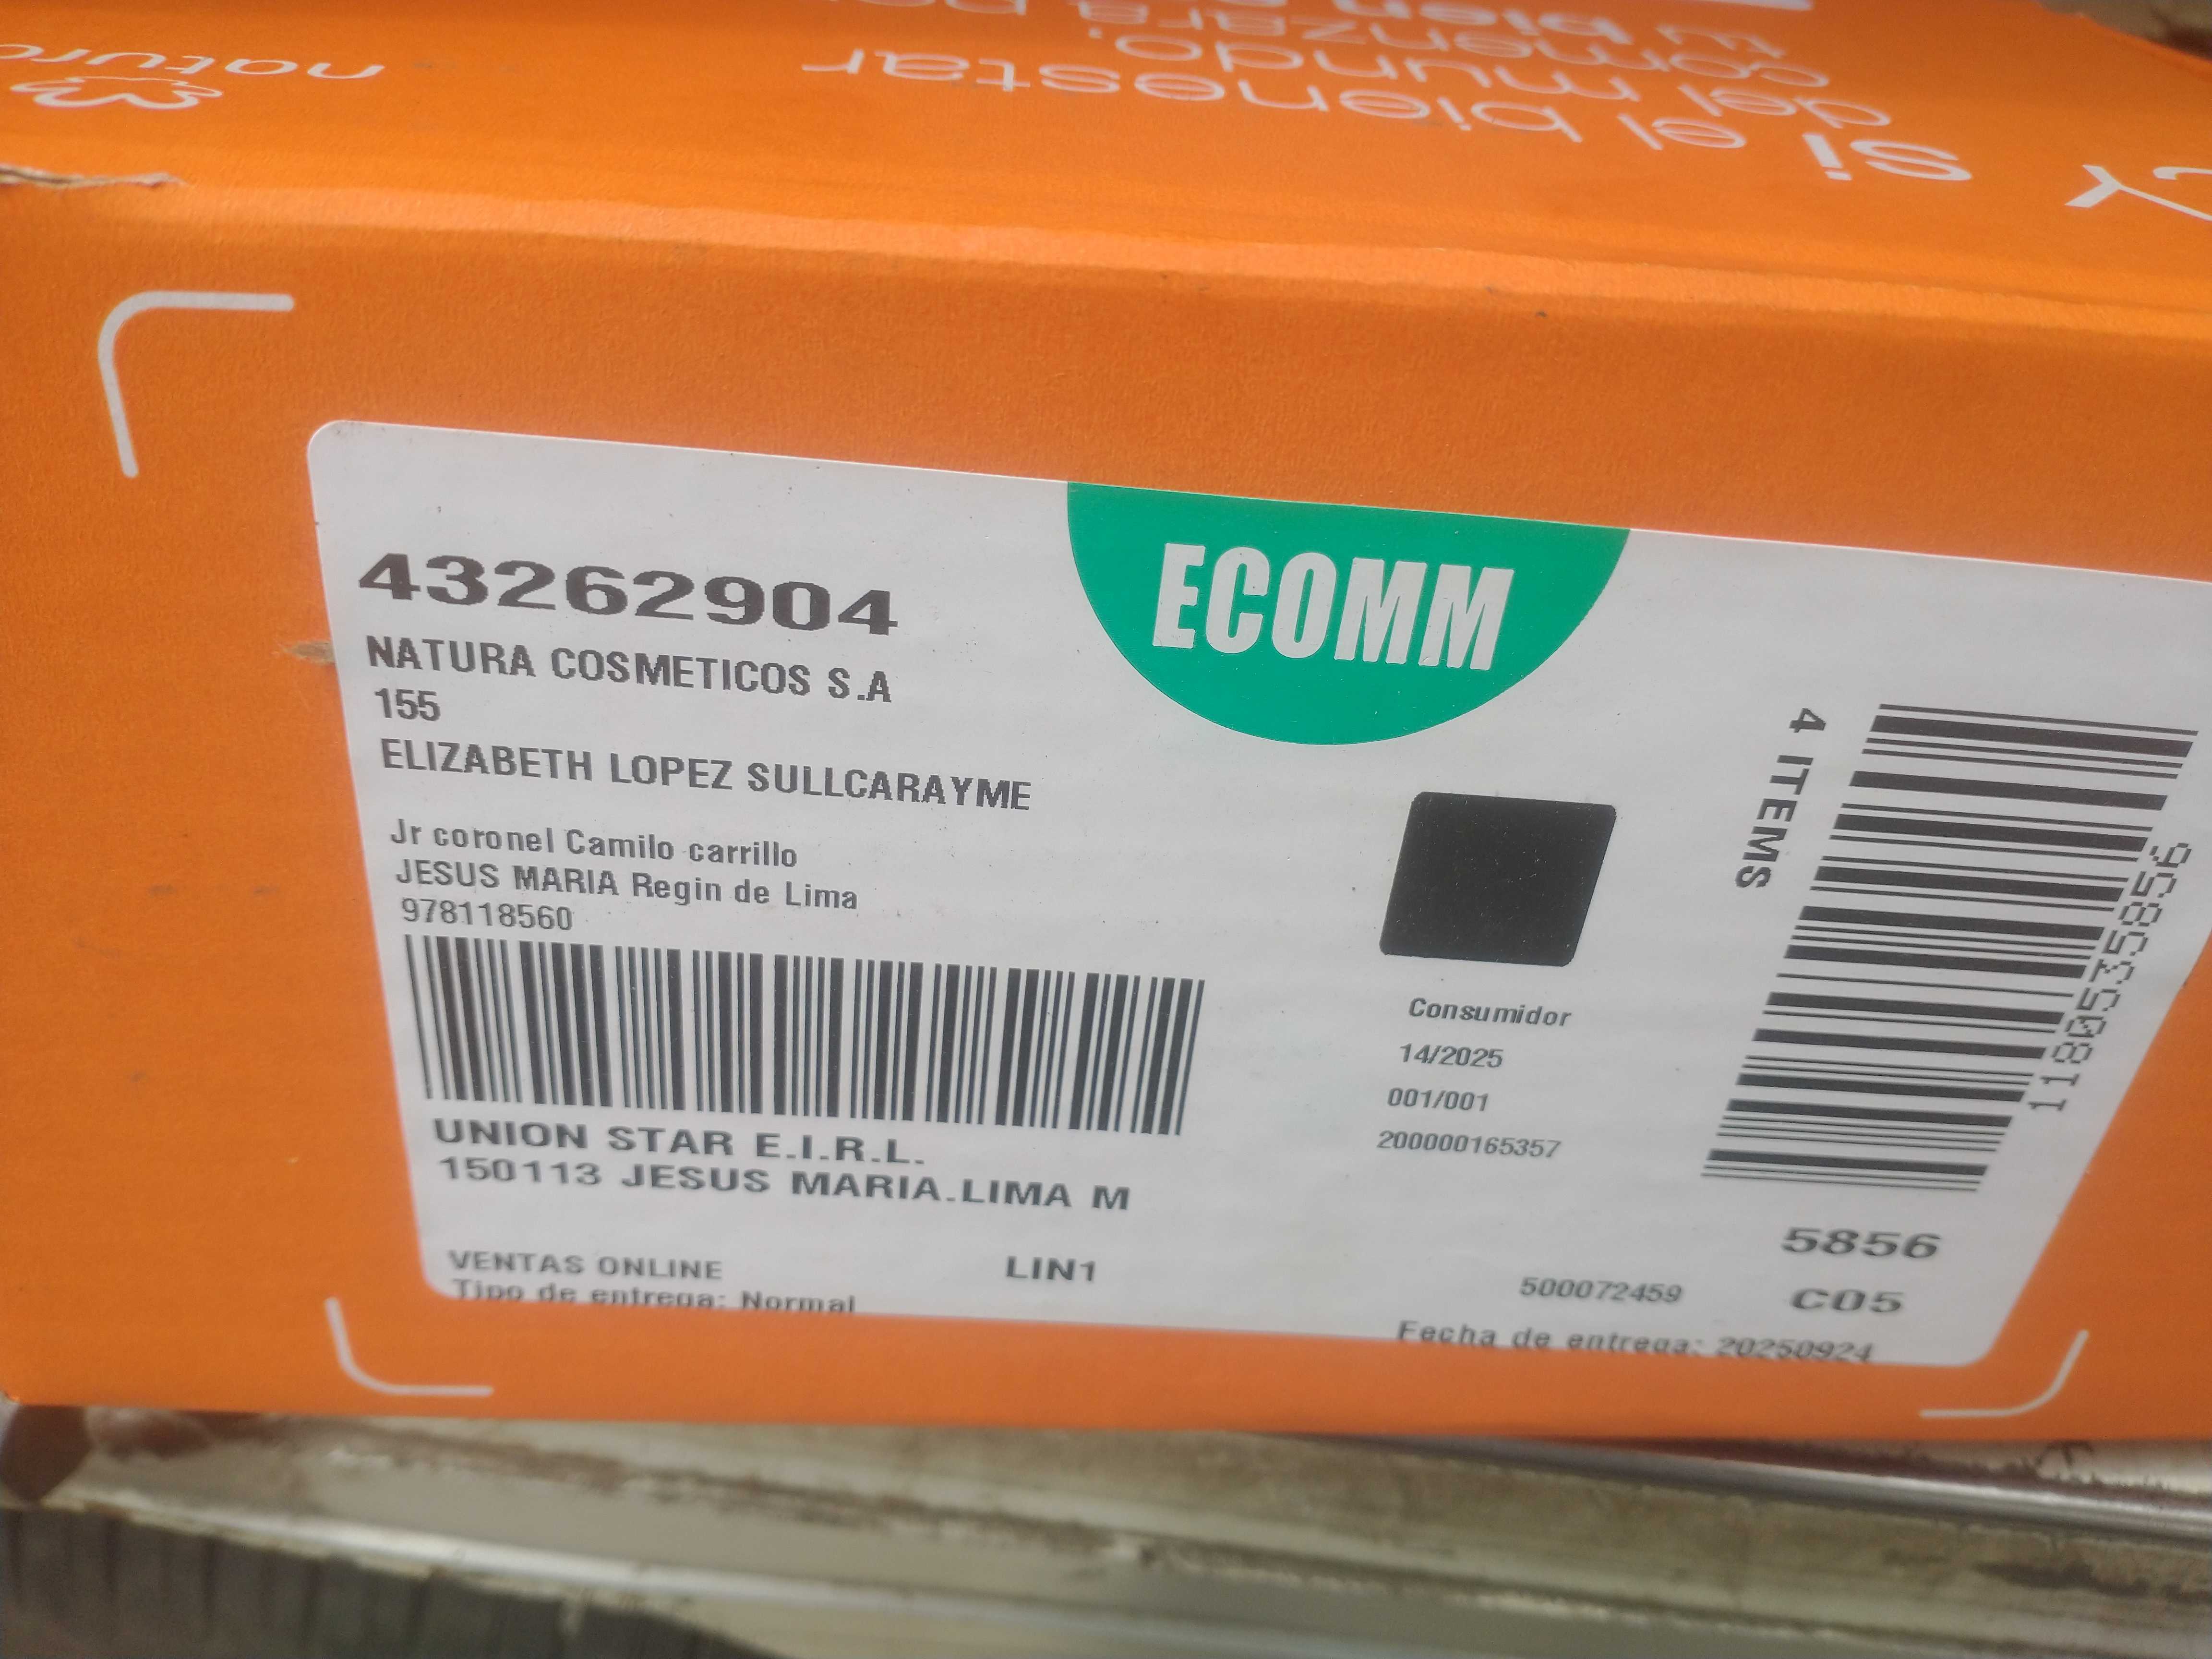 natura
Si el bienestar
del mundo.
comenzara
tu bien
43262904
ECOMM
NATURA COSMETICOS S.A
155
ELIZABETH LOPEZ SULLCARAYME
Jr coronel Camilo carrillo
JESUS MARIA Regin de Lima
978118560
UNION STAR E.I.R.L.
150113 JESUS MARIA.LIMA M
VENTAS ONLINE
LIN1
Tipo de entrega: Normal
Consumidor
14/2025
001/001
200000165357
4 ITEMS
1180535856
5856
500072459
C05
Fecha de entrega: 20250924